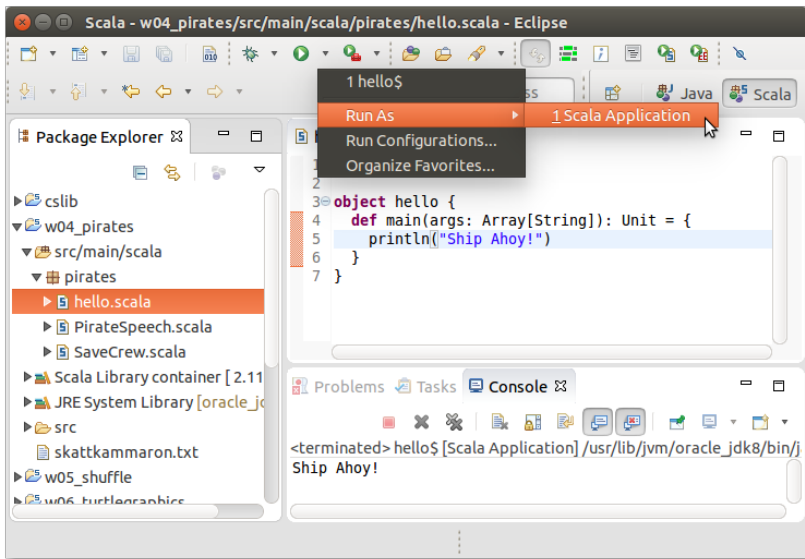 Scala - w04_pirates/src/main/scala/pirates/hello.scala - Eclipse
010
1 hello$
ss
Java
Scala
Run As
1 Scala Application
Run Configurations...
Organize Favorites...
Package Explorer
cslib
w04_pirates
src/main/scala
pirates
hello.scala
PirateSpeech.scala
SaveCrew.scala
Scala Library container [ 2.11
JRE System Library [oracle_jd
src
skattkammaron.txt
w05_shuffle
w06_turtlegraphics
1
2
3 object hello {
4 def main(args: Array[String]): Unit = {
5 println("Ship Ahoy!")
6 }
7 }
Problems Tasks Console
<terminated> hello$ [Scala Application] /usr/lib/jvm/oracle_jdk8/bin/j
Ship Ahoy!